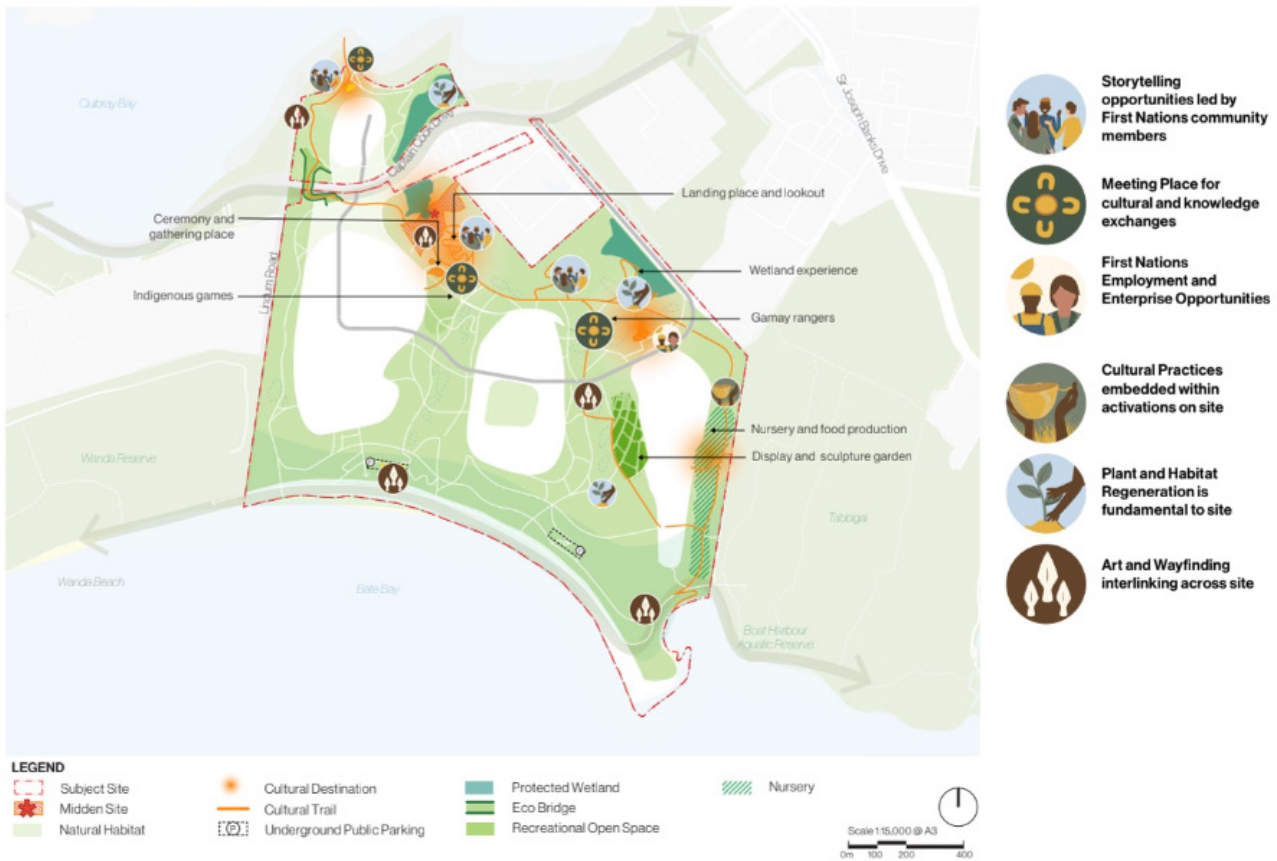 Quibray Bay
Captain Cook Drive
Sir Joseph Banks Drive
Landing place and lookout
Ceremony and
gathering place
Wetland experience
Indigenous games
Lindum Road
Gamay rangers
Nursery and food production
Display and sculpture garden
Wanda Reserve
Tabbigai
Wanda Beach
Bate Bay
Boat Harbour
Aquatic Reserve
P
P
Storytelling
opportunities led by
First Nations community
members
Meeting Place for
cultural and knowledge
exchanges
First Nations
Employment and
Enterprise Opportunities
Cultural Practices
embedded within
activations on site
Plant and Habitat
Regeneration is
fundamental to site
Art and Wayfinding
interlinking across site
LEGEND
Subject Site
Midden Site
Natural Habitat
Cultural Destination
Cultural Trail
P
Underground Public Parking
Protected Wetland
Eco Bridge
Recreational Open Space
Nursery
Scale 1:15,000 @ A3
0m 100 200 400